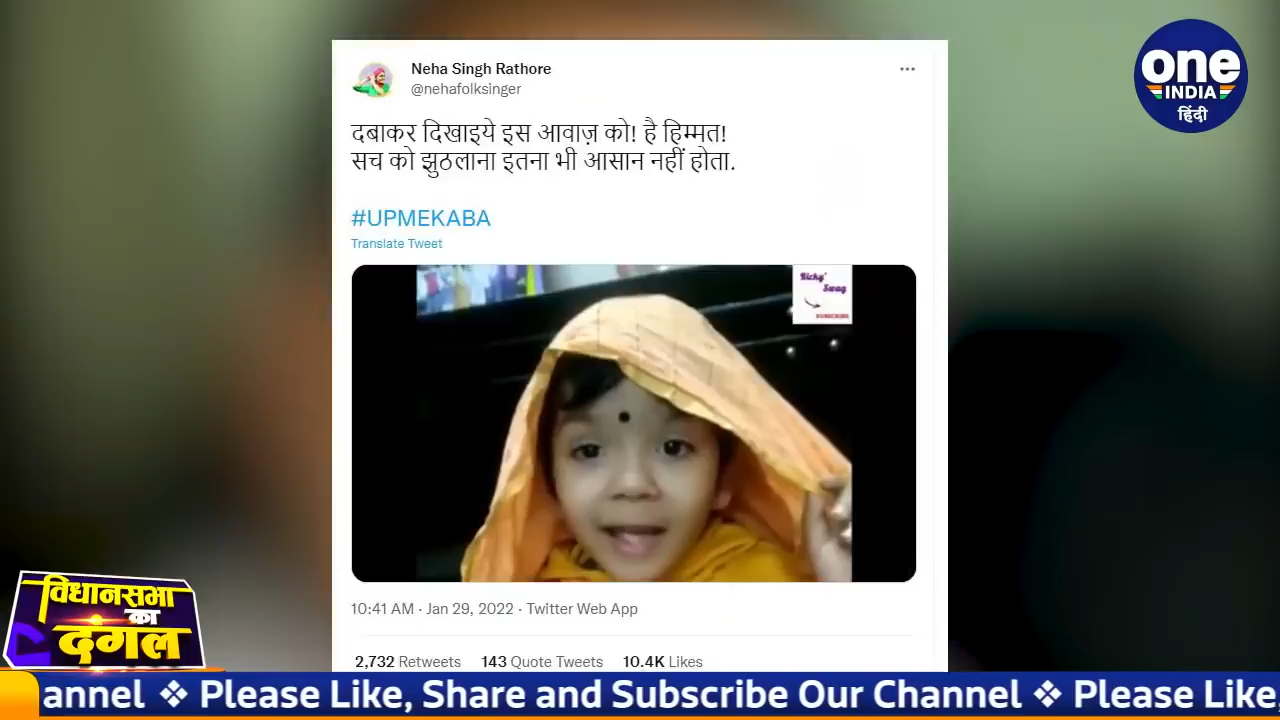 Neha Singh Rathore
@nehafolksinger
दबाकर दिखाइये इस आवाज़ को! है हिम्मत!
सच को झुठलाना इतना भी आसान नहीं होता.
#UPMEKABA
Translate Tweet
Swag
10:41 AM · Jan 29, 2022 · Twitter Web App
2,732 Retweets 143 Quote Tweets 10.4K Likes
one
INDIA
हिंदी
विधानसभा
का
दंगल
annel ❖ Please Like, Share and Subscribe Our Channel ❖ Please Like,